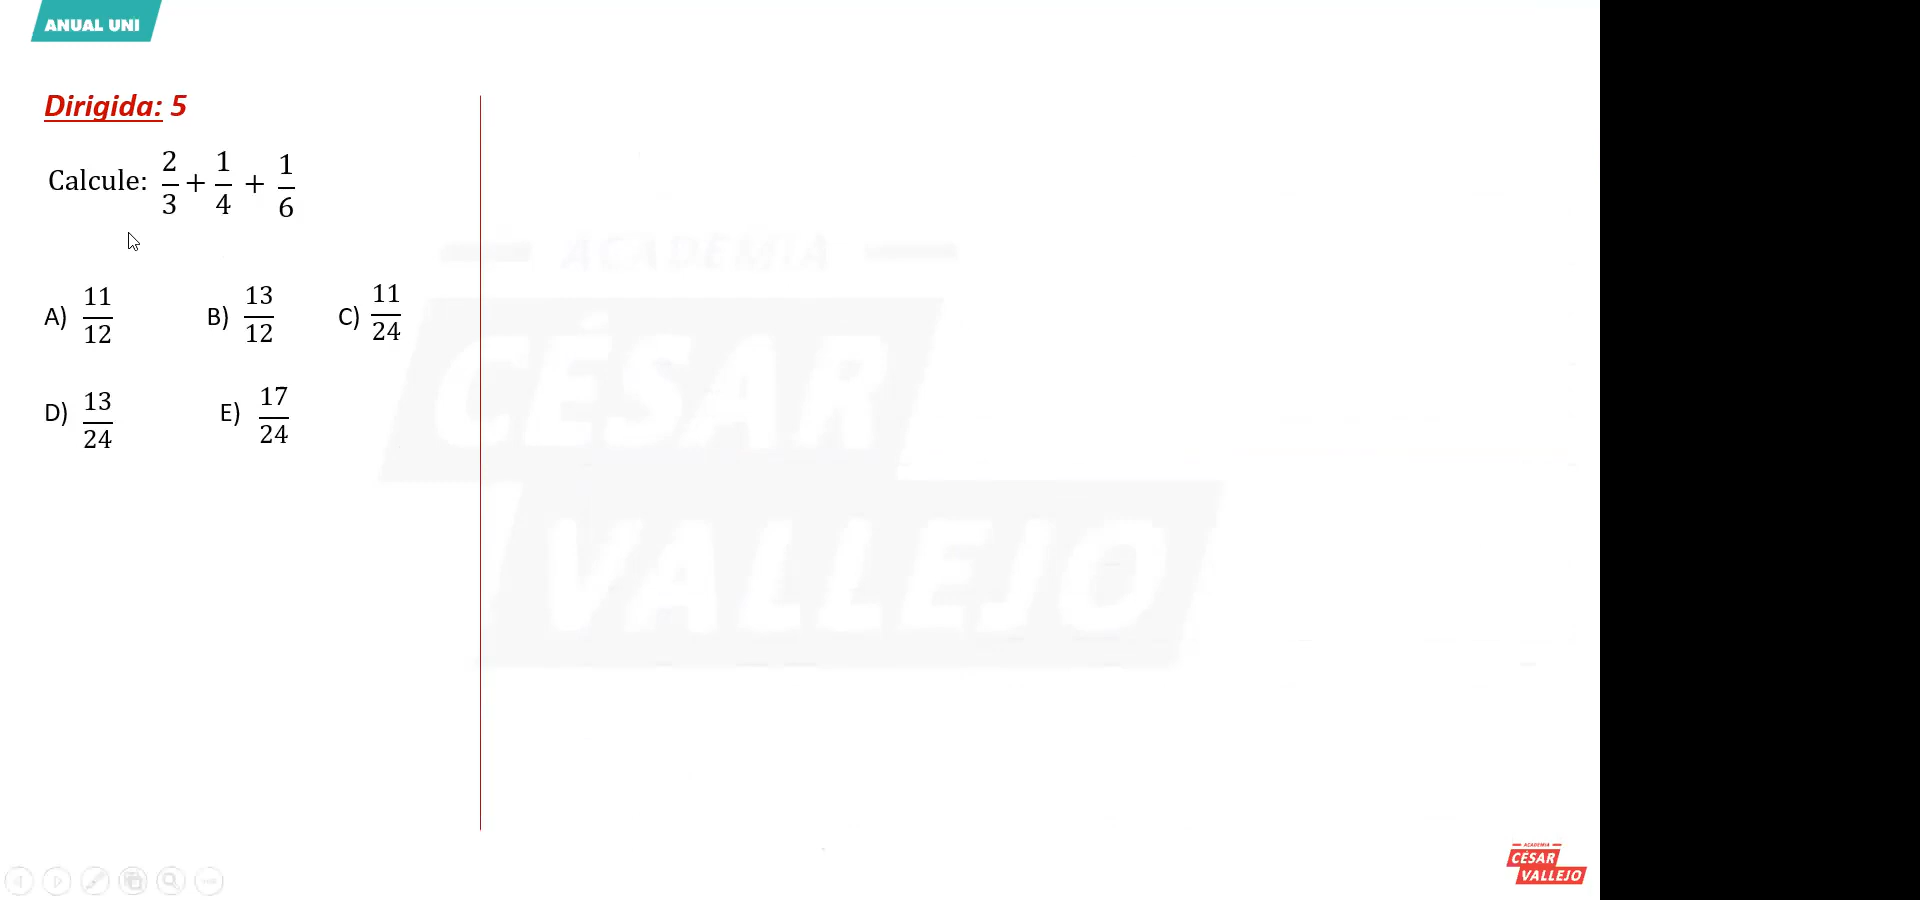 ANUAL UNI
Dirigida: 5
Calcule: 2/3 + 1/4 + 1/6
A) 11/12 B) 13/12 C) 11/24
D) 13/24 E) 17/24
ACADEMIA
CÉSAR
VALLEJO
ACADEMIA
CÉSAR
VALLEJO